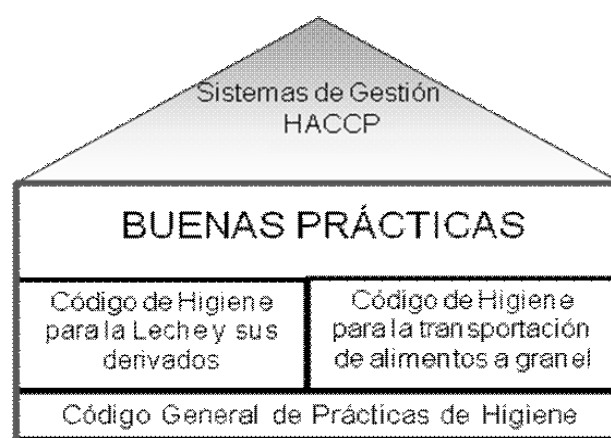 Sistemas de Gestión
HACCP
BUENAS PRÁCTICAS
Código de Higiene
para la Leche y sus
derivados
Código de Higiene
para la transportación
de alimentos a granel
Código General de Prácticas de Higiene